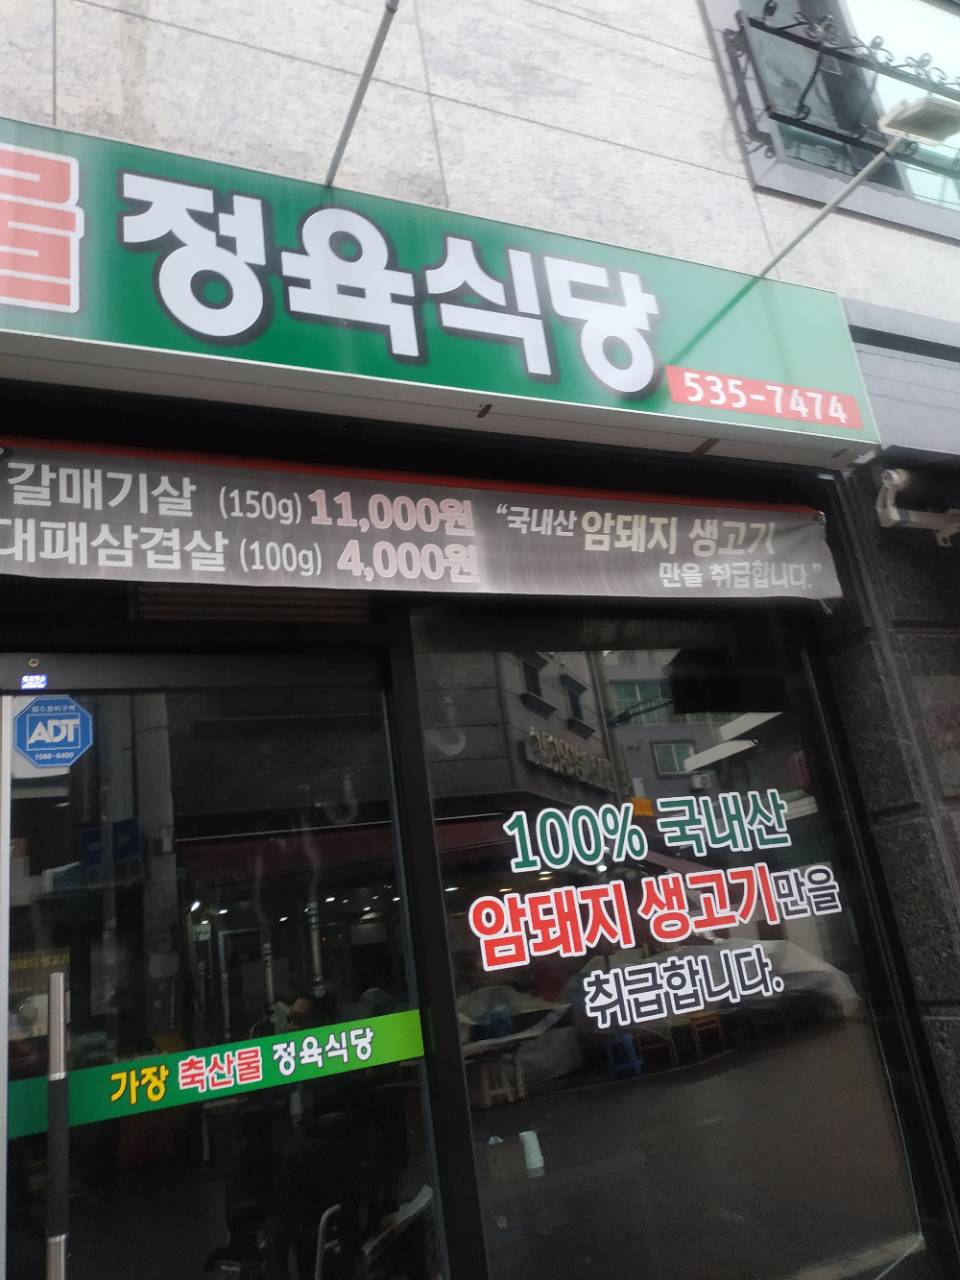 물 정육식당
535-7474
갈매기살 (150g) 11,000원
대패삼겹살 (100g) 4,000원
“국내산 암돼지 생고기
만을 취급합니다.”
ADT
1588-6400
100% 국내산
암돼지 생고기만을
취급합니다.
가장 축산물 정육식당